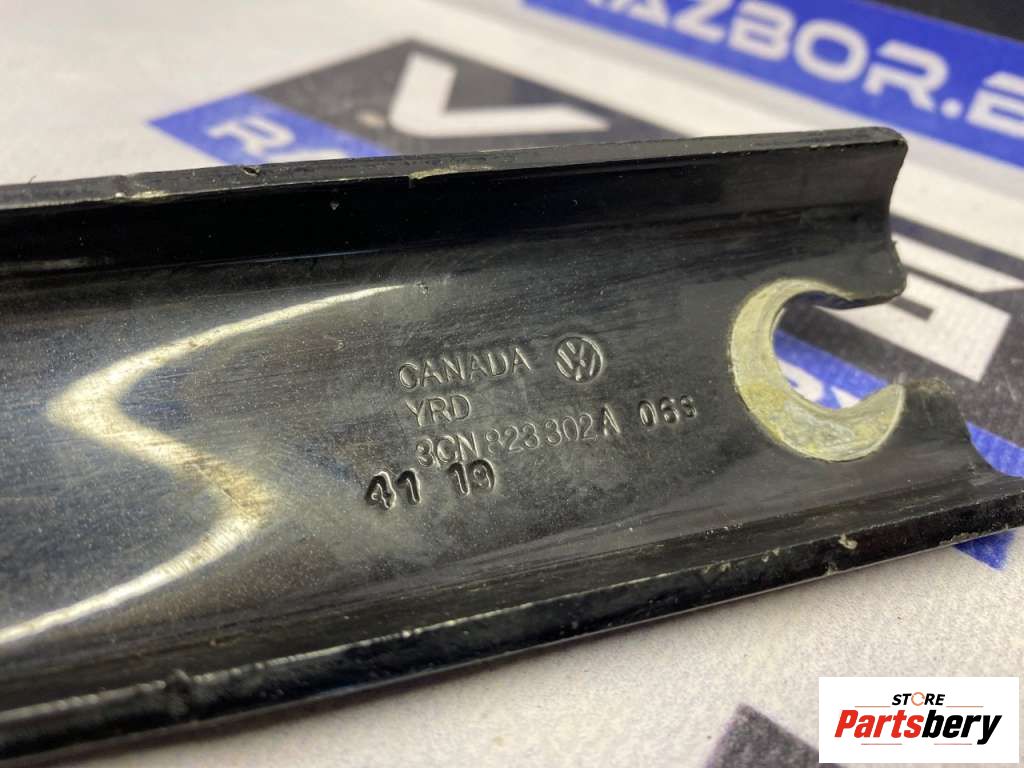 RAZBOR.B
CANADA
YRD
3CN 823 302 A 069
41 19
STORE
Partsbery